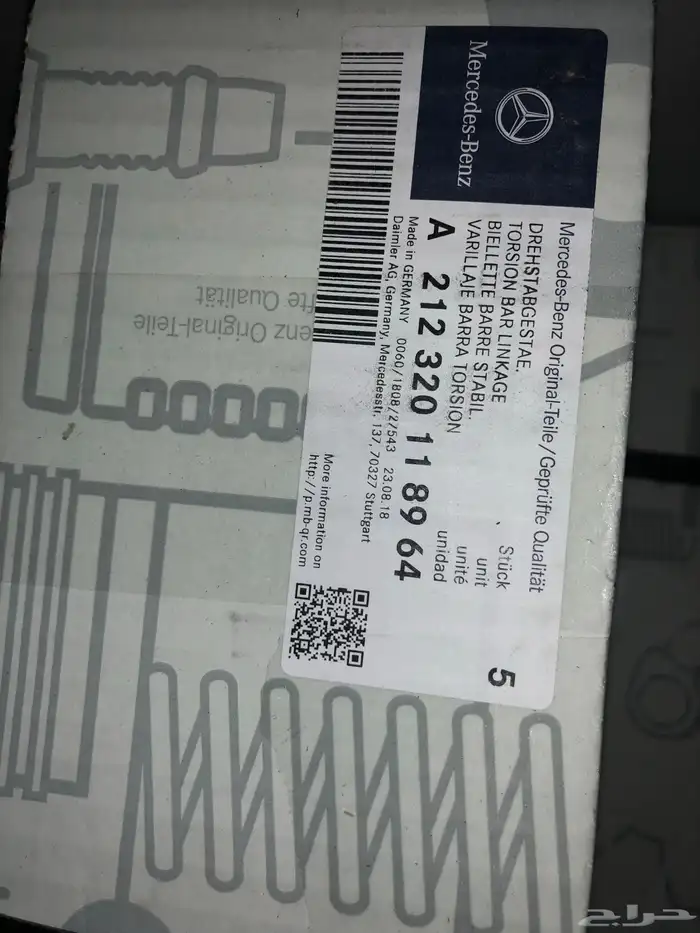 Mercedes-Benz
Mercedes-Benz Original-Teile/Geprüfte Qualität
DREHSTABGESTAE.
TORSION BAR LINKAGE
BIELLETTE BARRE STABIL.
VARILLAJE BARRA TORSION
Stück
unit
unité
unidad
5
A 212 320 11 89 64
Made in GERMANY 0060/1808/27543 23.08.18
Daimler AG, Germany, Mercedesstr. 137, 70327 Stuttgart
More information on
http://p.mb-qr.com
enz Original-Teile
fte Qualität
حراج